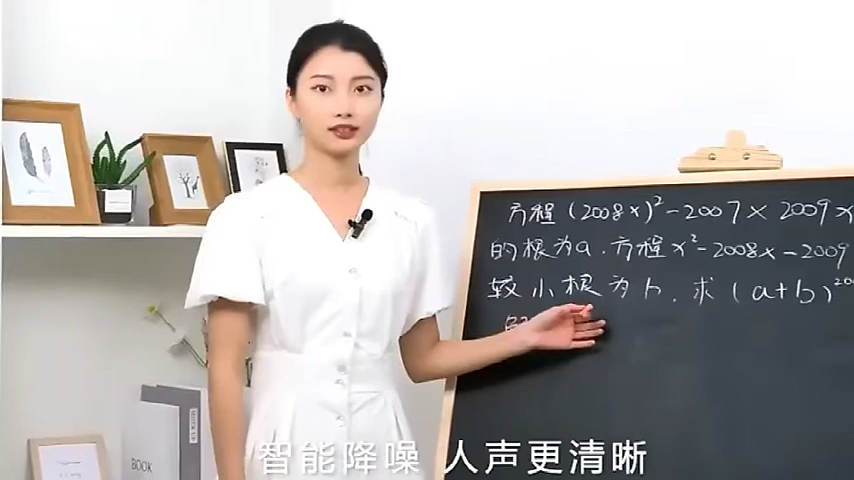 方程 (2008x)²-2007×2009x
的根为a.方程 x²-2008x-2009
较小根为b.求 (a+b)²⁰⁰
BOOK
智能降噪 人声更清晰